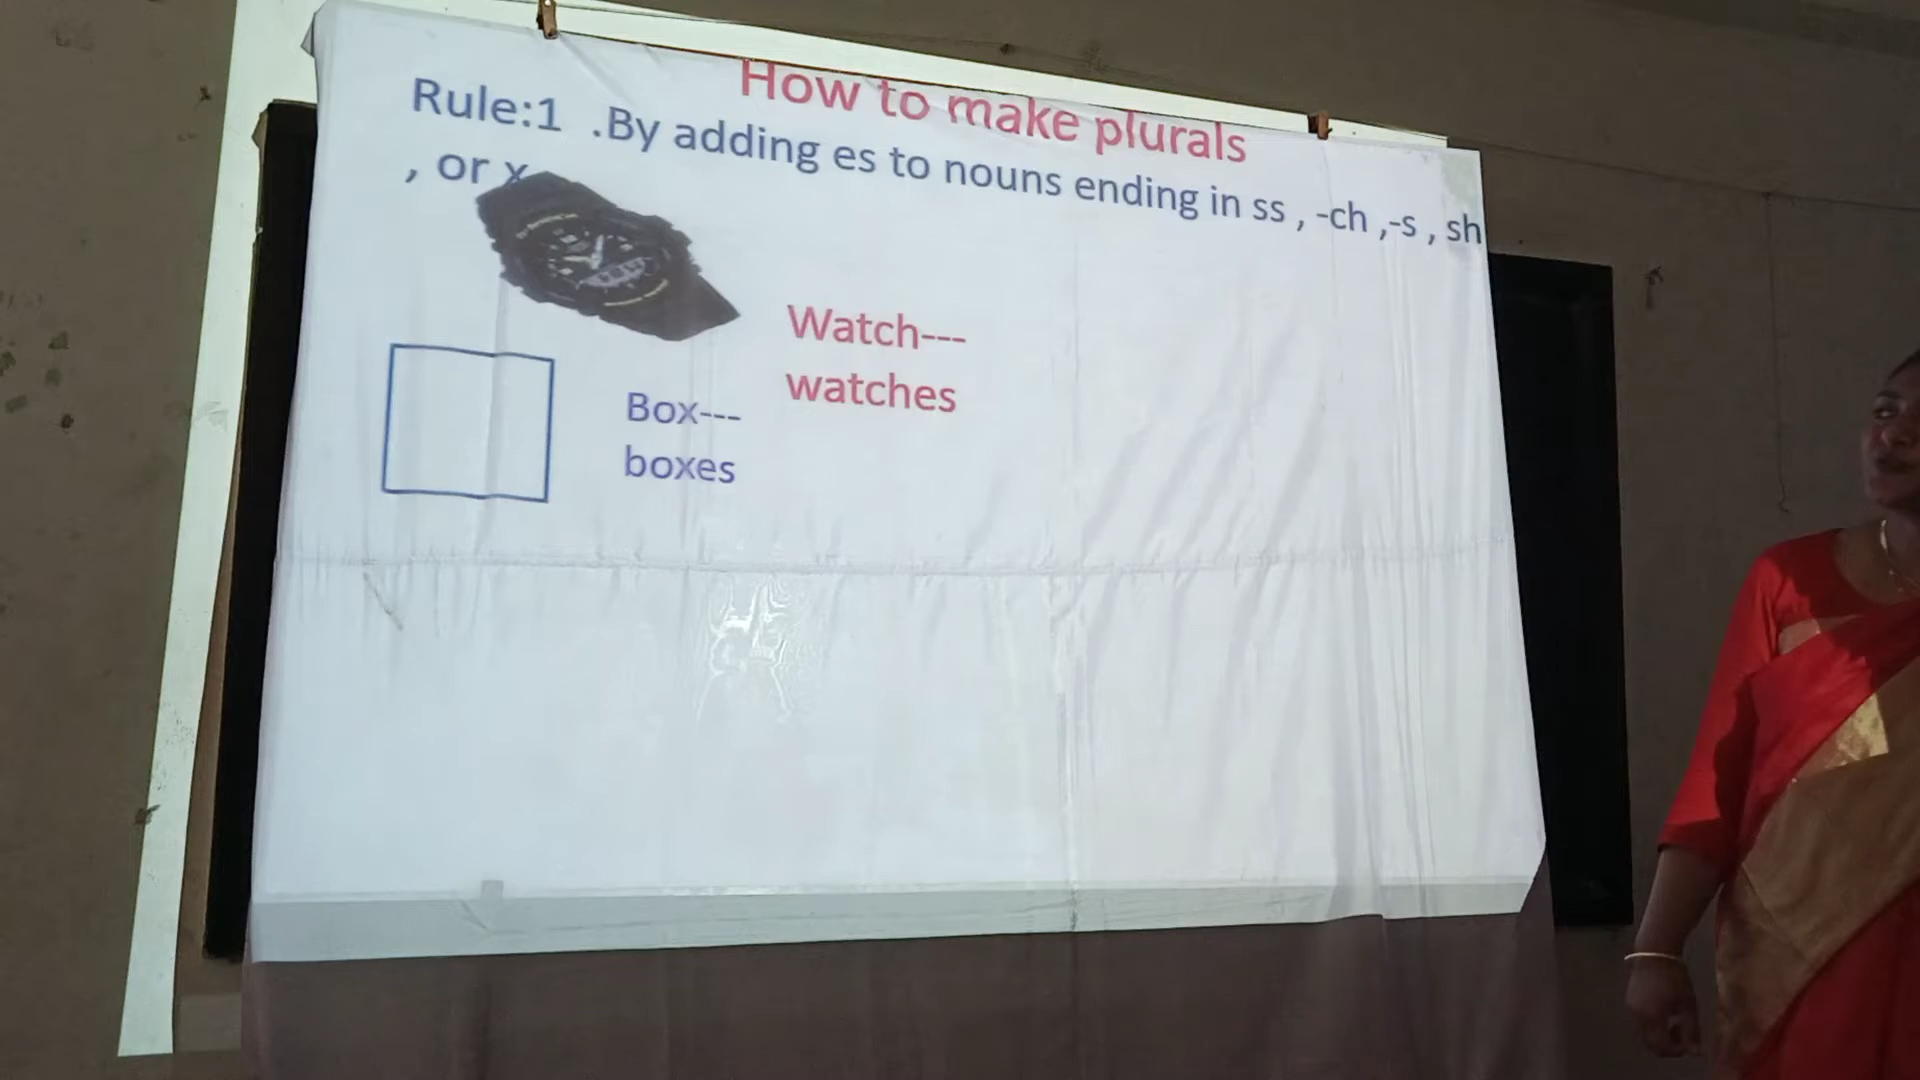 How to make plurals
Rule:1 .By adding es to nouns ending in ss , -ch ,-s , sh
, or x
Watch---
watches
Box---
boxes